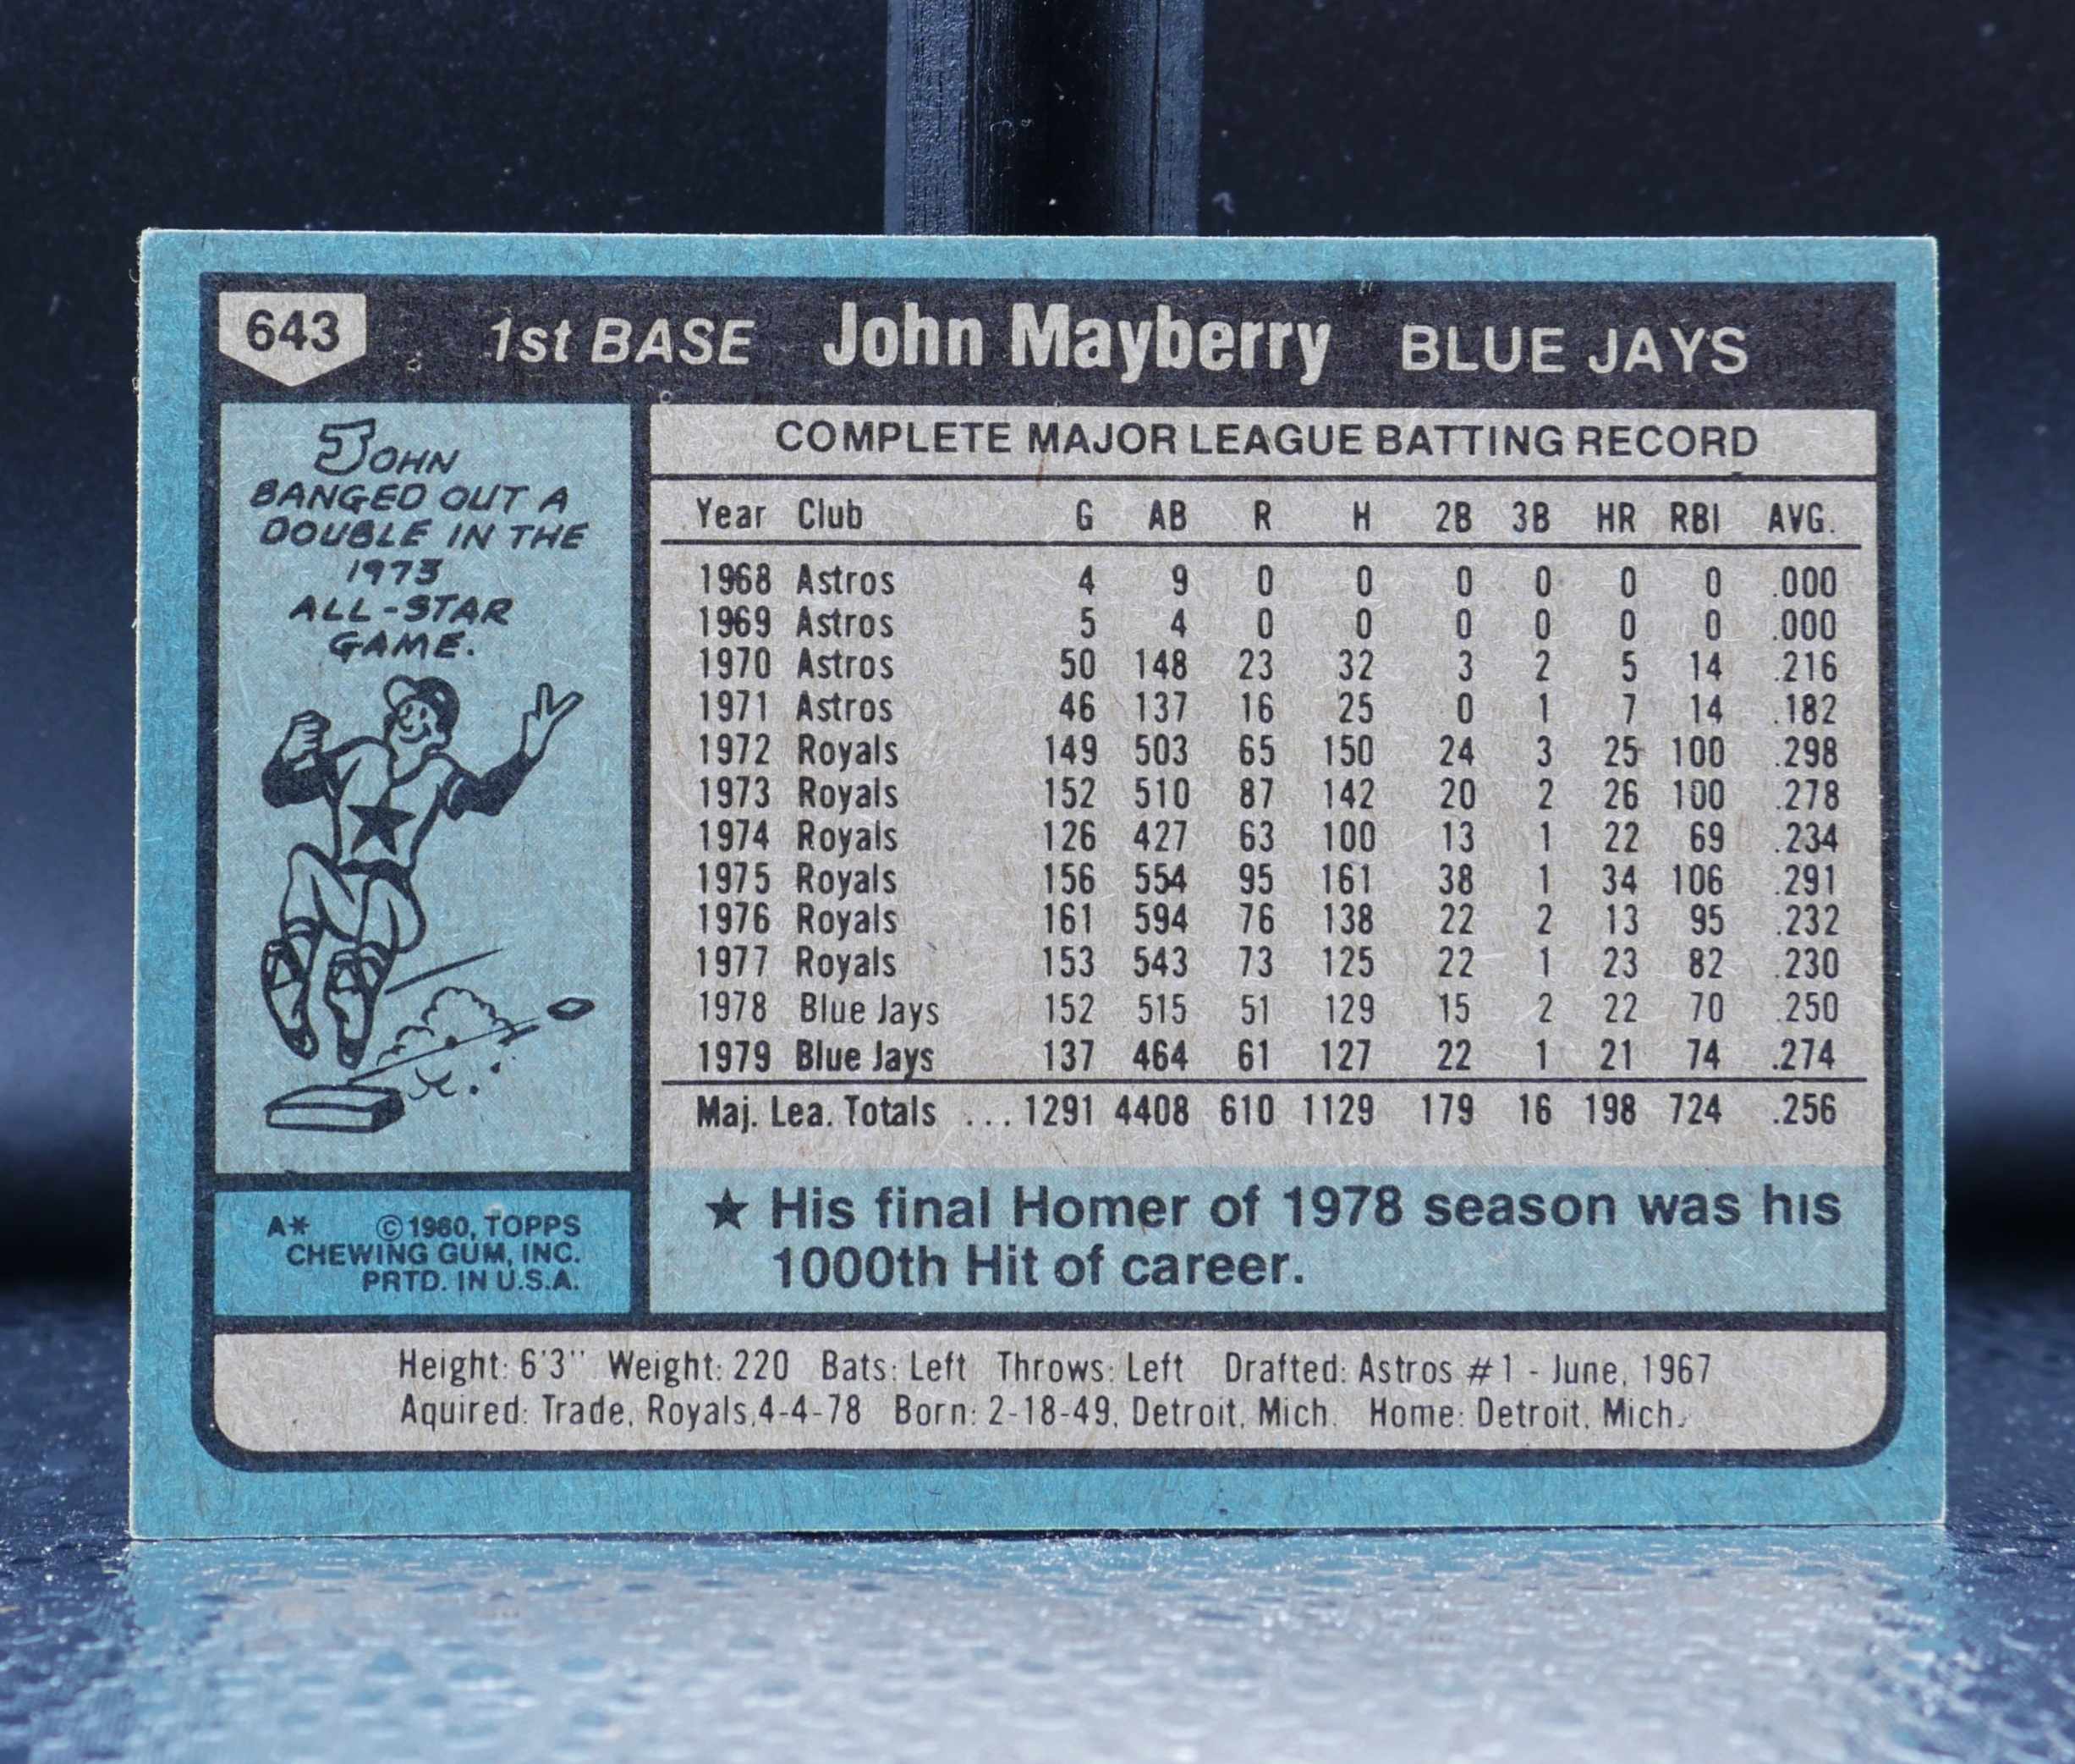 643 1st BASE John Mayberry BLUE JAYS
JOHN
BANGED OUT A
DOUBLE IN THE
1973
ALL-STAR
GAME.
A* © 1980, TOPPS
CHEWING GUM, INC.
PRTD. IN U.S.A.
COMPLETE MAJOR LEAGUE BATTING RECORD
Year Club G AB R H 2B 3B HR RBI AVG.
1968 Astros 4 9 0 0 0 0 0 0 .000
1969 Astros 5 4 0 0 0 0 0 0 .000
1970 Astros 50 148 23 32 3 2 5 14 .216
1971 Astros 46 137 16 25 0 1 7 14 .182
1972 Royals 149 503 65 150 24 3 25 100 .298
1973 Royals 152 510 87 142 20 2 26 100 .278
1974 Royals 126 427 63 100 13 1 22 69 .234
1975 Royals 156 554 95 161 38 1 34 106 .291
1976 Royals 161 594 76 138 22 2 13 95 .232
1977 Royals 153 543 73 125 22 1 23 82 .230
1978 Blue Jays 152 515 51 129 15 2 22 70 .250
1979 Blue Jays 137 464 61 127 22 1 21 74 .274
Maj. Lea. Totals ... 1291 4408 610 1129 179 16 198 724 .256
★ His final Homer of 1978 season was his
1000th Hit of career.
Height: 6'3" Weight: 220 Bats: Left Throws: Left Drafted: Astros #1 - June, 1967
Aquired: Trade, Royals,4-4-78 Born: 2-18-49, Detroit, Mich. Home: Detroit, Mich.